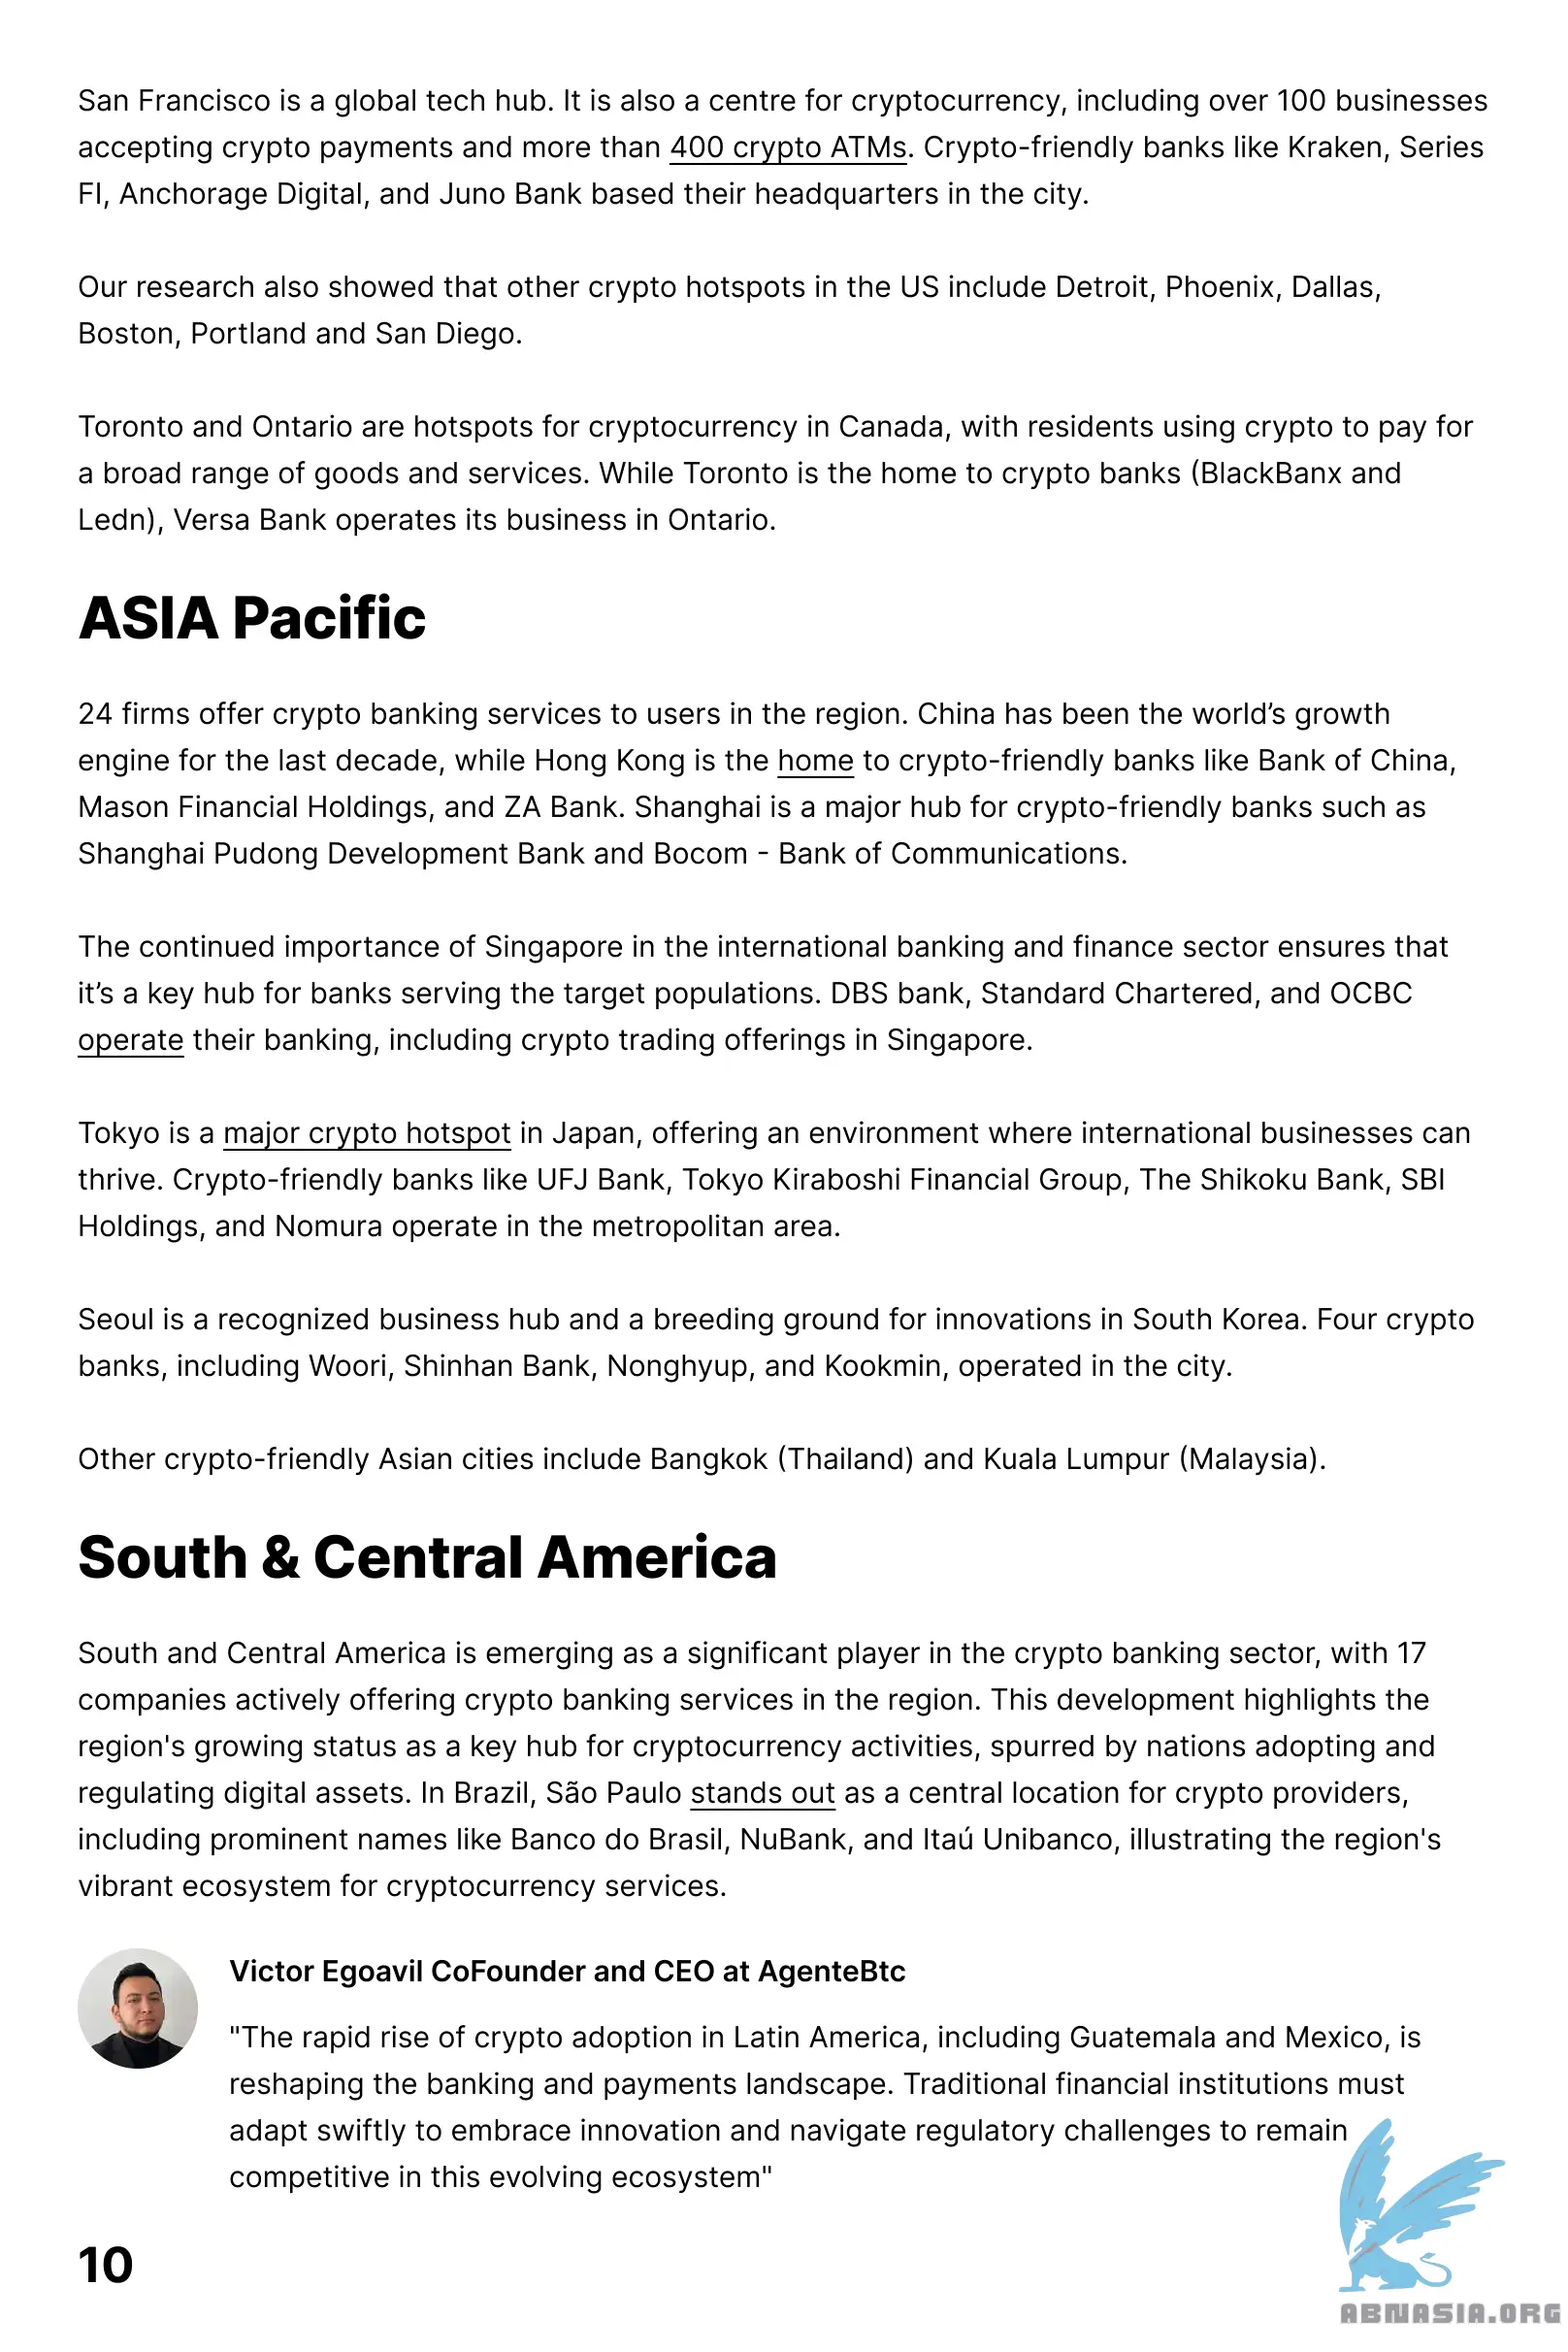 San Francisco is a global tech hub. It is also a centre for cryptocurrency, including over 100 businesses
accepting crypto payments and more than 400 crypto ATMs. Crypto-friendly banks like Kraken, Series
FI, Anchorage Digital, and Juno Bank based their headquarters in the city.
Our research also showed that other crypto hotspots in the US include Detroit, Phoenix, Dallas,
Boston, Portland and San Diego.
Toronto and Ontario are hotspots for cryptocurrency in Canada, with residents using crypto to pay for
a broad range of goods and services. While Toronto is the home to crypto banks (BlackBanx and
Ledn), Versa Bank operates its business in Ontario.
ASIA Pacific
24 firms offer crypto banking services to users in the region. China has been the world’s growth
engine for the last decade, while Hong Kong is the home to crypto-friendly banks like Bank of China,
Mason Financial Holdings, and ZA Bank. Shanghai is a major hub for crypto-friendly banks such as
Shanghai Pudong Development Bank and Bocom - Bank of Communications.
The continued importance of Singapore in the international banking and finance sector ensures that
it’s a key hub for banks serving the target populations. DBS bank, Standard Chartered, and OCBC
operate their banking, including crypto trading offerings in Singapore.
Tokyo is a major crypto hotspot in Japan, offering an environment where international businesses can
thrive. Crypto-friendly banks like UFJ Bank, Tokyo Kiraboshi Financial Group, The Shikoku Bank, SBI
Holdings, and Nomura operate in the metropolitan area.
Seoul is a recognized business hub and a breeding ground for innovations in South Korea. Four crypto
banks, including Woori, Shinhan Bank, Nonghyup, and Kookmin, operated in the city.
Other crypto-friendly Asian cities include Bangkok (Thailand) and Kuala Lumpur (Malaysia).
South & Central America
South and Central America is emerging as a significant player in the crypto banking sector, with 17
companies actively offering crypto banking services in the region. This development highlights the
region's growing status as a key hub for cryptocurrency activities, spurred by nations adopting and
regulating digital assets. In Brazil, São Paulo stands out as a central location for crypto providers,
including prominent names like Banco do Brasil, NuBank, and Itaú Unibanco, illustrating the region's
vibrant ecosystem for cryptocurrency services.
Victor Egoavil CoFounder and CEO at AgenteBtc
"The rapid rise of crypto adoption in Latin America, including Guatemala and Mexico, is
reshaping the banking and payments landscape. Traditional financial institutions must
adapt swiftly to embrace innovation and navigate regulatory challenges to remain
competitive in this evolving ecosystem"
10
ABNASIA.ORG